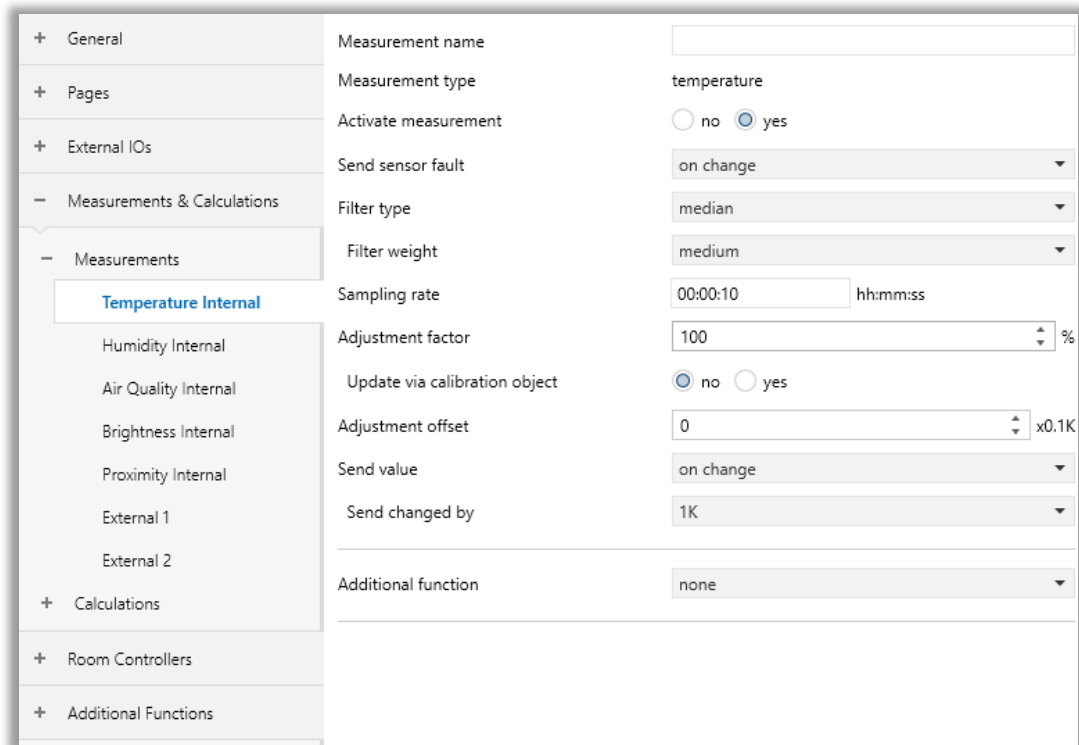 + General
+ Pages
+ External IOs
− Measurements & Calculations
− Measurements
Temperature Internal
Humidity Internal
Air Quality Internal
Brightness Internal
Proximity Internal
External 1
External 2
+ Calculations
+ Room Controllers
+ Additional Functions
Measurement name
Measurement type temperature
Activate measurement no yes
Send sensor fault on change
Filter type median
Filter weight medium
Sampling rate 00:00:10 hh:mm:ss
Adjustment factor 100 %
Update via calibration object no yes
Adjustment offset 0 x0.1K
Send value on change
Send changed by 1K
Additional function none